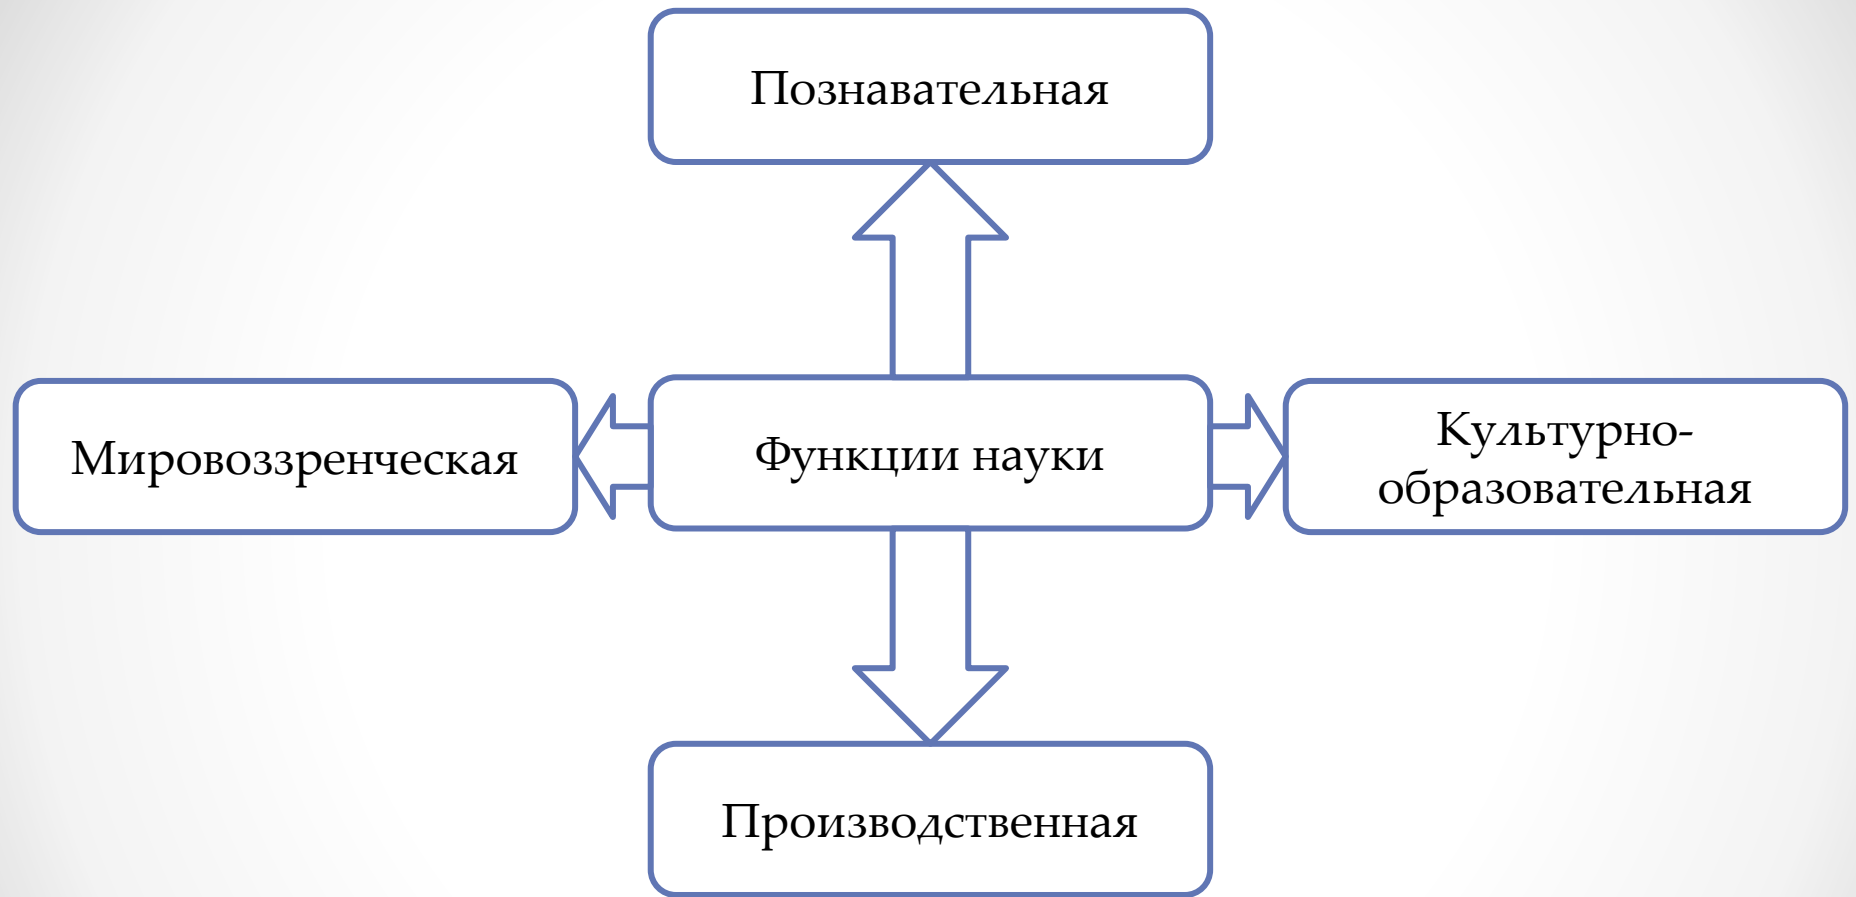 Познавательная
Мировоззренческая
Функции науки
Культурно-
образовательная
Производственная